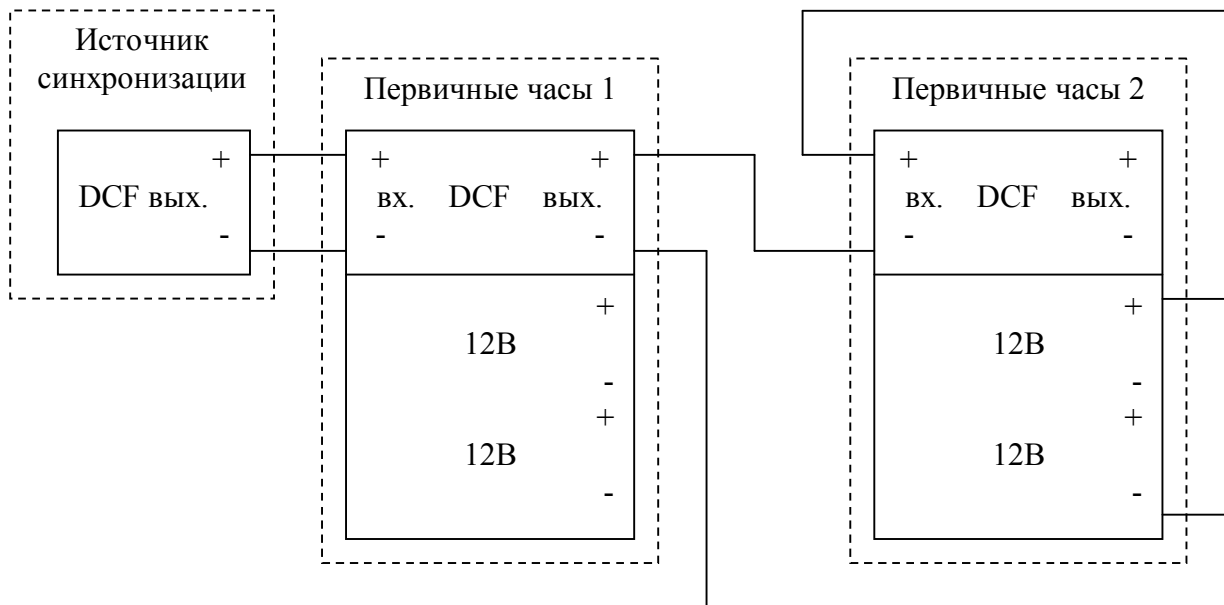 Источник
синхронизации
+
DCF вых.
-
Первичные часы 1
+ +
вх. DCF вых.
- -
+
12В
-
+
12В
-
Первичные часы 2
+ +
вх. DCF вых.
- -
+
12В
-
+
12В
-